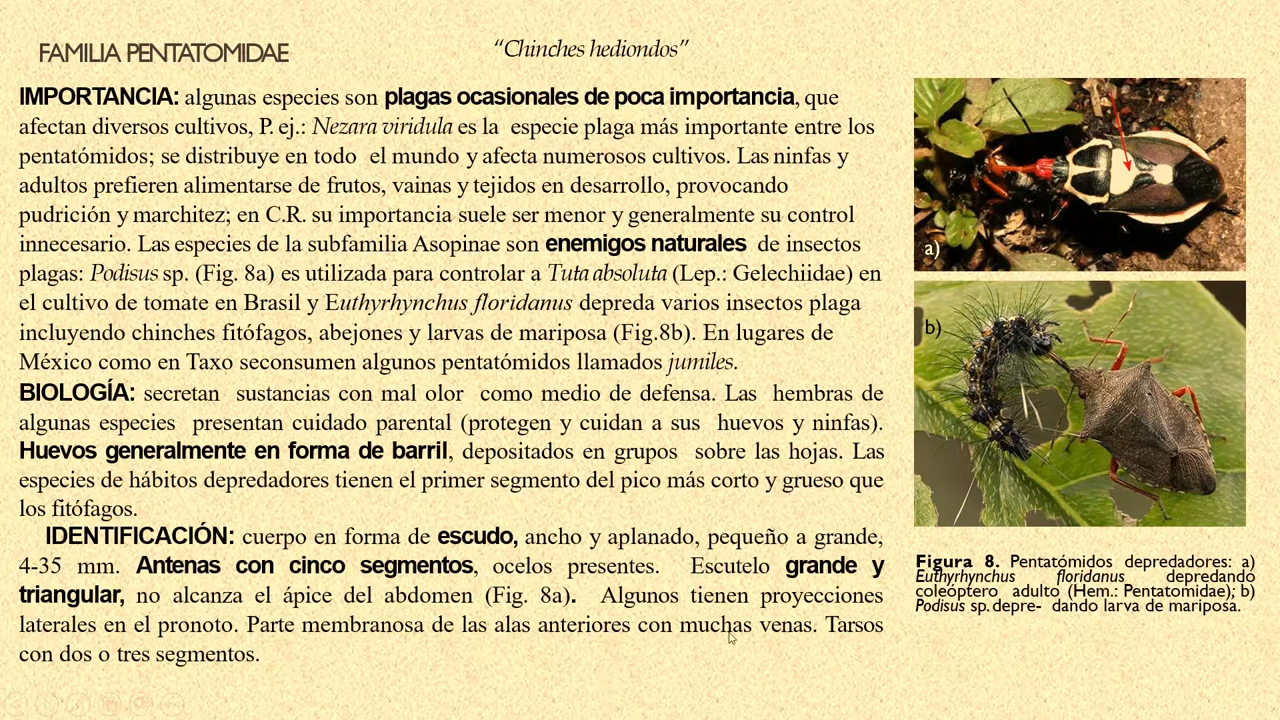 FAMILIA PENTATOMIDAE
“Chinches hediondos”
IMPORTANCIA: algunas especies son plagas ocasionales de poca importancia, que
afectan diversos cultivos, P. ej.: Nezara viridula es la especie plaga más importante entre los
pentatómidos; se distribuye en todo el mundo y afecta numerosos cultivos. Las ninfas y
adultos prefieren alimentarse de frutos, vainas y tejidos en desarrollo, provocando
pudrición y marchitez; en C.R. su importancia suele ser menor y generalmente su control
innecesario. Las especies de la subfamilia Asopinae son enemigos naturales de insectos
plagas: Podisus sp. (Fig. 8a) es utilizada para controlar a Tuta absoluta (Lep.: Gelechiidae) en
el cultivo de tomate en Brasil y Euthyrhynchus floridanus depreda varios insectos plaga
incluyendo chinches fitófagos, abejones y larvas de mariposa (Fig.8b). En lugares de
México como en Taxo seconsumen algunos pentatómidos llamados jumiles.
BIOLOGÍA: secretan sustancias con mal olor como medio de defensa. Las hembras de
algunas especies presentan cuidado parental (protegen y cuidan a sus huevos y ninfas).
Huevos generalmente en forma de barril, depositados en grupos sobre las hojas. Las
especies de hábitos depredadores tienen el primer segmento del pico más corto y grueso que
los fitófagos.
IDENTIFICACIÓN: cuerpo en forma de escudo, ancho y aplanado, pequeño a grande,
4-35 mm. Antenas con cinco segmentos, ocelos presentes. Escutelo grande y
triangular, no alcanza el ápice del abdomen (Fig. 8a). Algunos tienen proyecciones
laterales en el pronoto. Parte membranosa de las alas anteriores con muchas venas. Tarsos
con dos o tres segmentos.
a)
b)
Figura 8. Pentatómidos depredadores: a)
Euthyrhynchus floridanus depredando
coleóptero adulto (Hem.: Pentatomidae); b)
Podisus sp. depre- dando larva de mariposa.